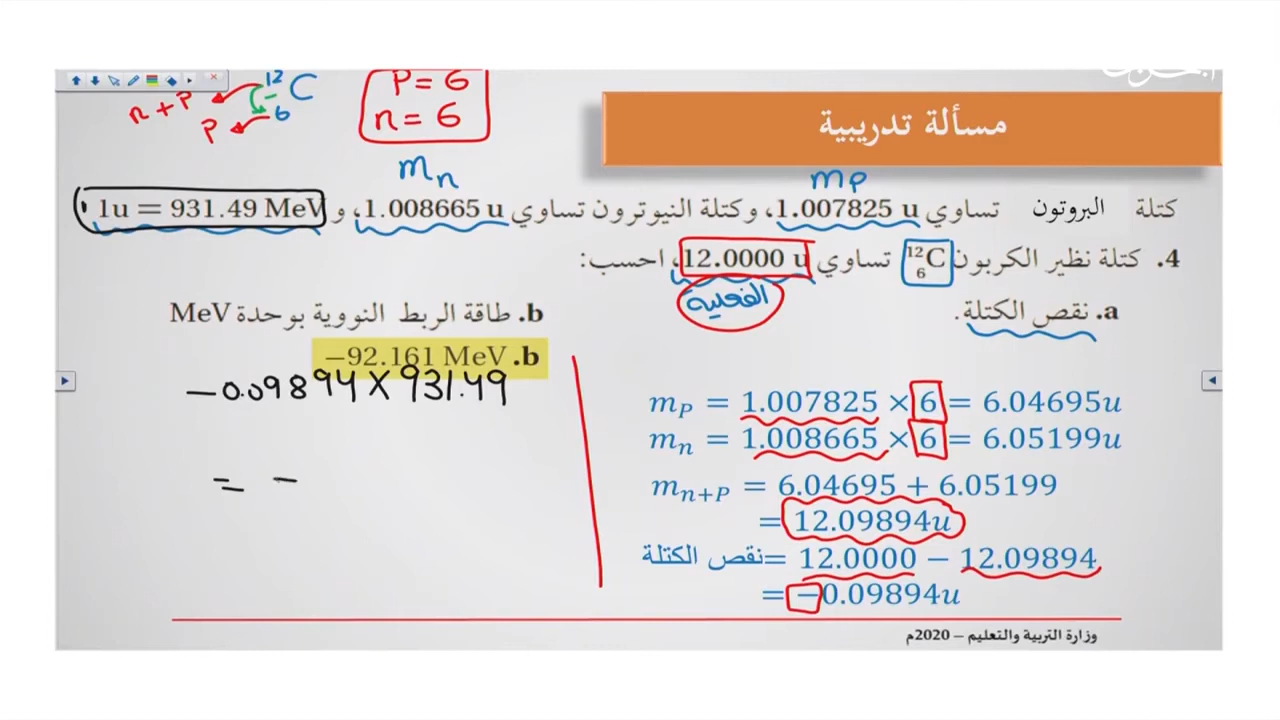 12
C
6
n + P
P
P = 6
n = 6
مسألة تدريبية
mn
mP
كتلة البروتون تساوي 1.007825 u، وكتلة النيوترون تساوي 1.008665 u، و 1u = 931.49 MeV.
4. كتلة نظير الكربون ¹²₆C تساوي 12.0000 u، احسب:
الفعلية
a. نقص الكتلة.
b. طاقة الربط النووية بوحدة MeV
b. −92.161 MeV
−0.09894 × 931.49
= −
mP = 1.007825 × 6 = 6.04695u
mn = 1.008665 × 6 = 6.05199u
mn+P = 6.04695 + 6.05199
= 12.09894u
نقص الكتلة = 12.0000 − 12.09894
= −0.09894u
وزارة التربية والتعليم – 2020م